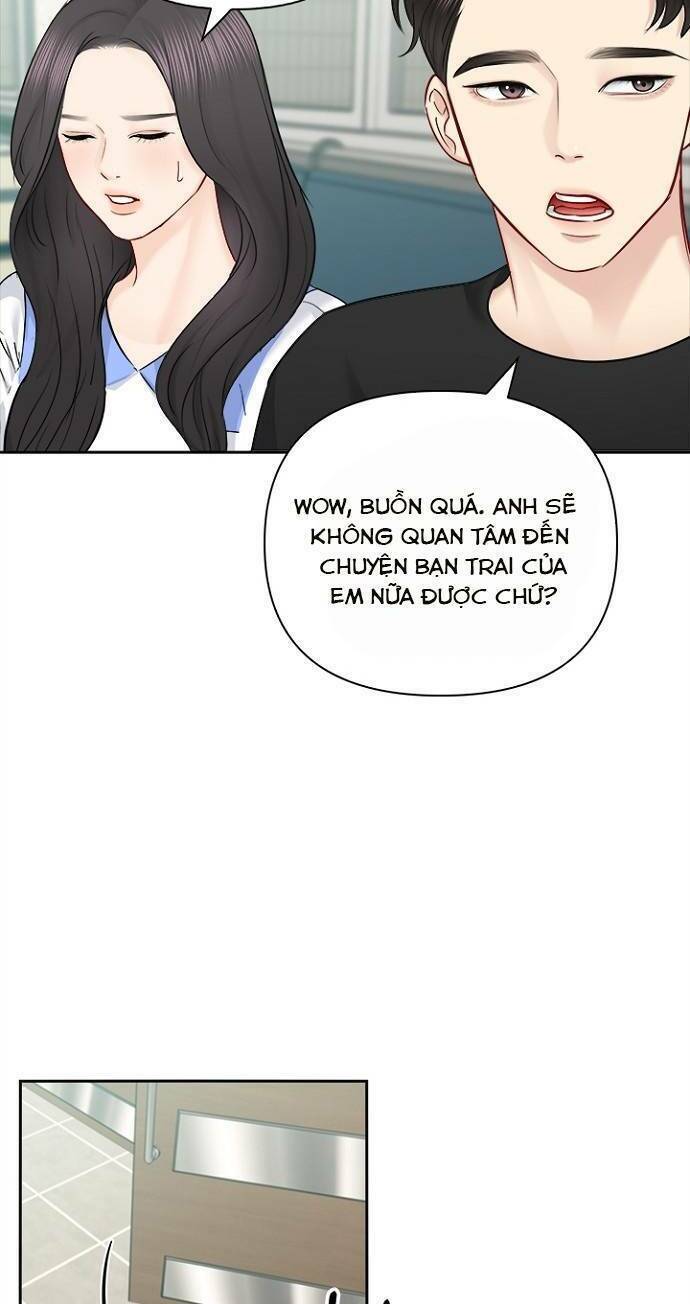 WOW, BUỒN QUÁ. ANH SẼ
KHÔNG QUAN TÂM ĐẾN
CHUYỆN BẠN TRAI CỦA
EM NỮA ĐƯỢC CHỨ?